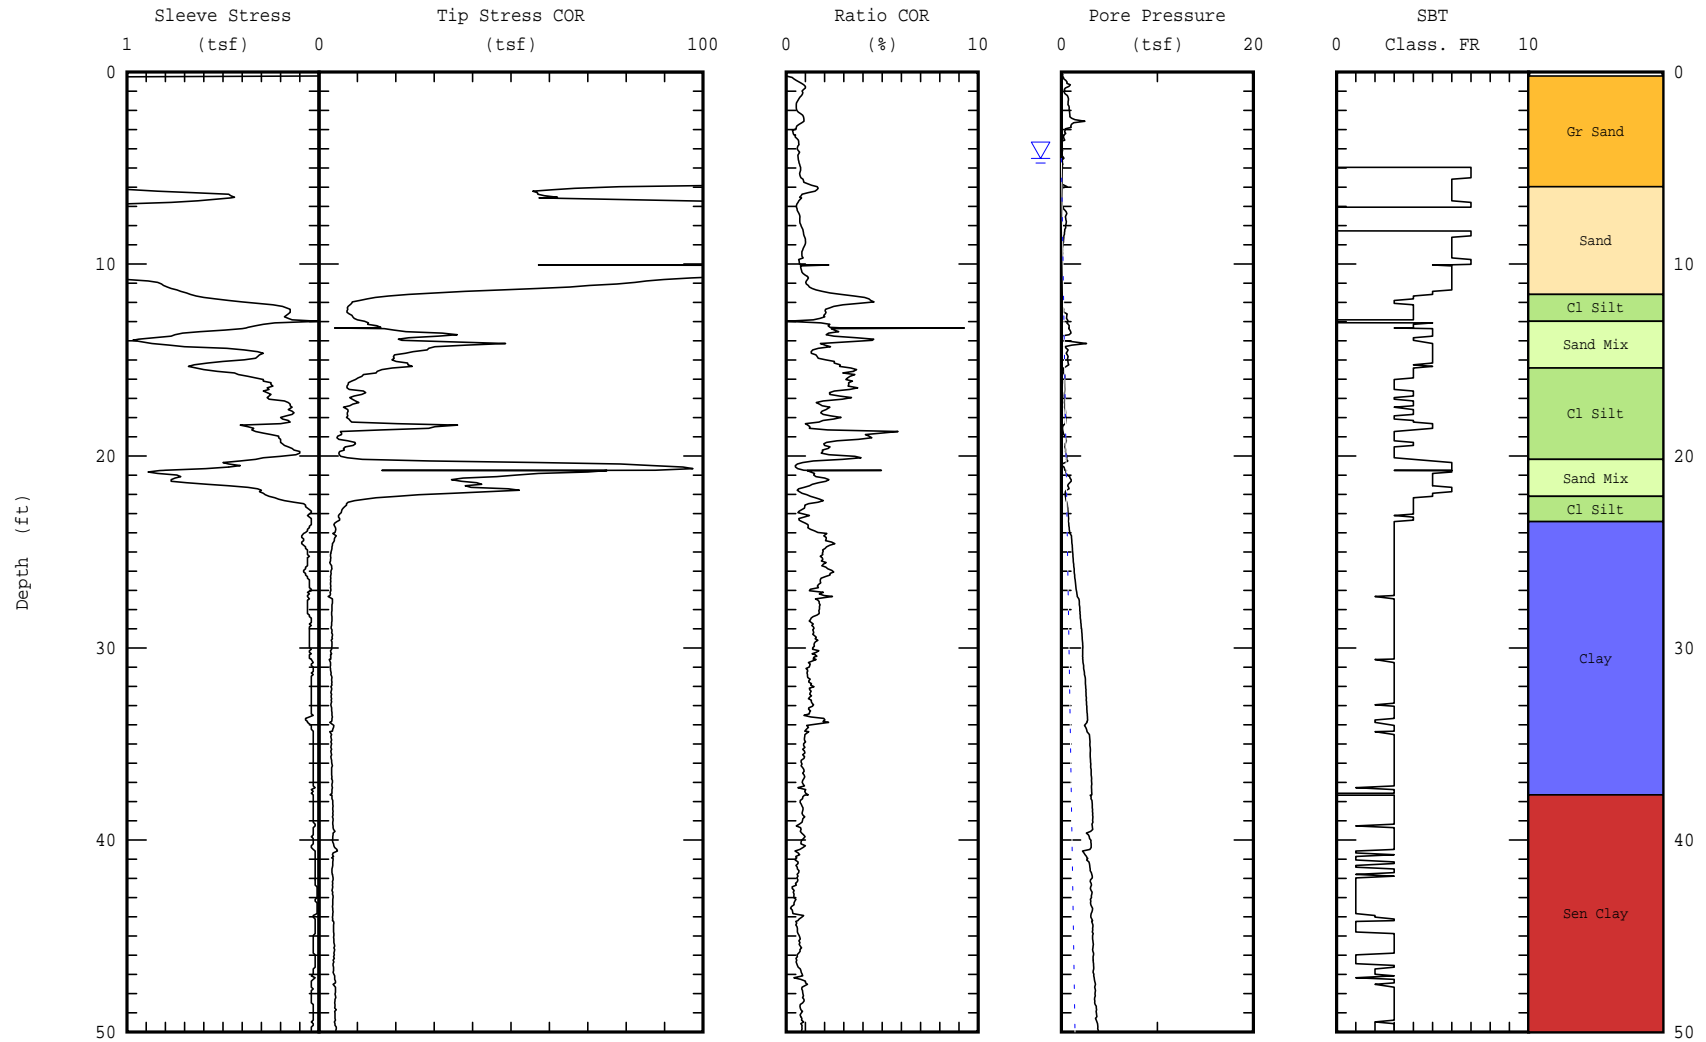 Sleeve Stress Tip Stress COR Ratio COR Pore Pressure SBT
1 (tsf) 0 (tsf) 100 0 (%) 10 0 (tsf) 20 0 Class. FR 10
0 0
Gr Sand
Sand
10 10
Cl Silt
Sand Mix
Cl Silt
20 20
Sand Mix
Cl Silt
Depth (ft)
30 30
Clay
40 40
Sen Clay
50 50